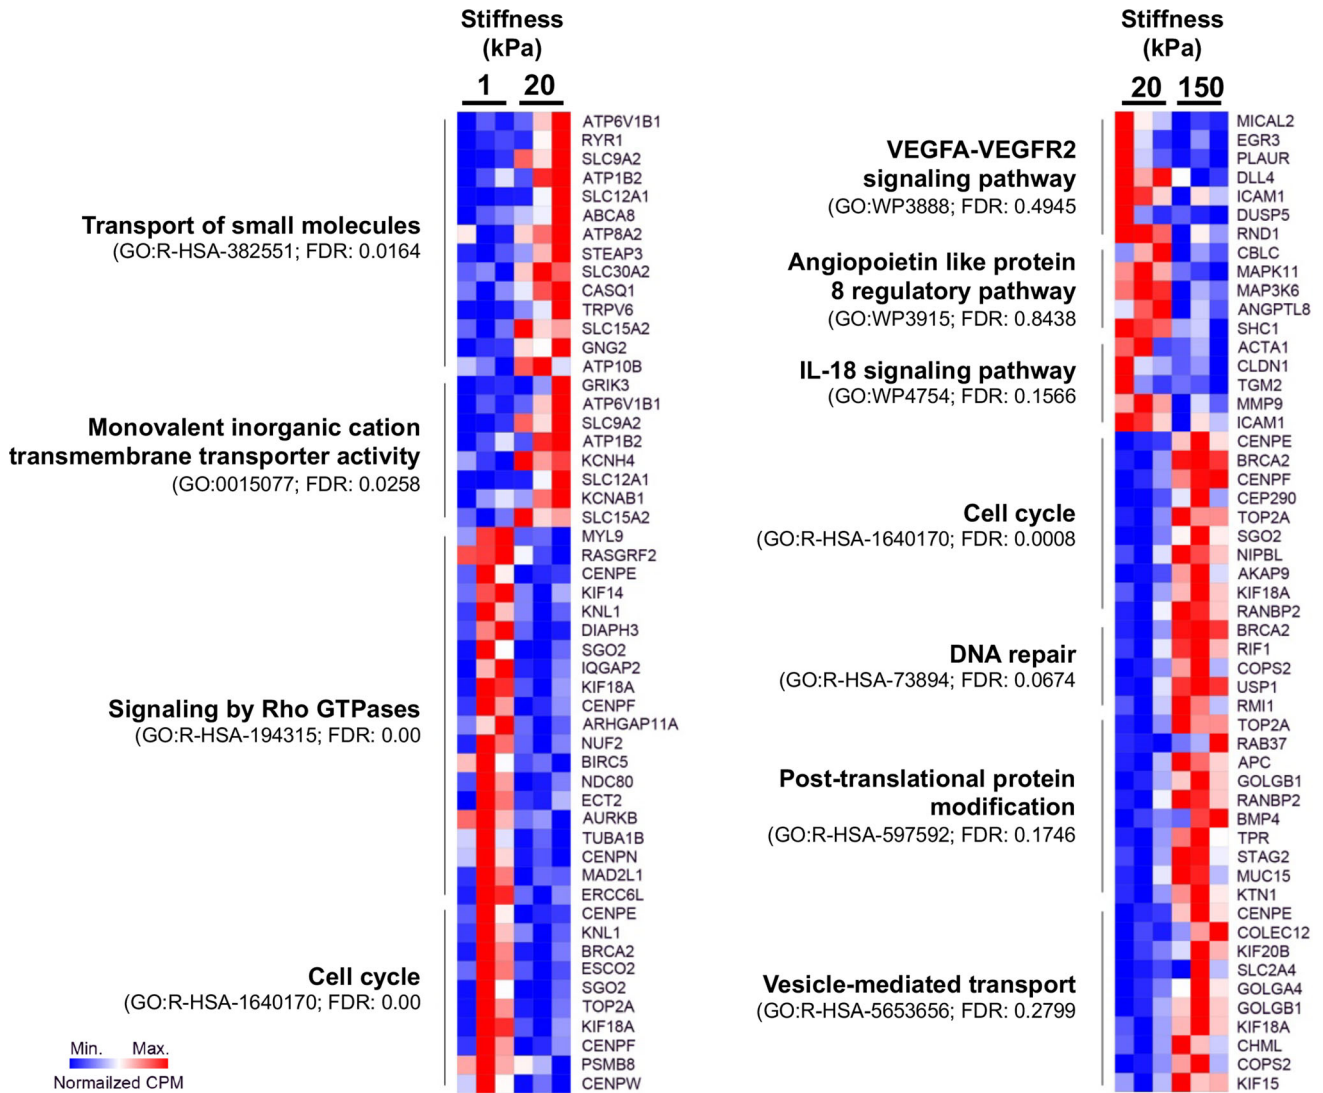 Stiffness
(kPa)
1 20
Transport of small molecules
(GO:R-HSA-382551; FDR: 0.0164
Monovalent inorganic cation
transmembrane transporter activity
(GO:0015077; FDR: 0.0258
Signaling by Rho GTPases
(GO:R-HSA-194315; FDR: 0.00
Cell cycle
(GO:R-HSA-1640170; FDR: 0.00
ATP6V1B1
RYR1
SLC9A2
ATP1B2
SLC12A1
ABCA8
ATP8A2
STEAP3
SLC30A2
CASQ1
TRPV6
SLC15A2
GNG2
ATP10B
GRIK3
ATP6V1B1
SLC9A2
ATP1B2
KCNH4
SLC12A1
KCNAB1
SLC15A2
MYL9
RASGRF2
CENPE
KIF14
KNL1
DIAPH3
SGO2
IQGAP2
KIF18A
CENPF
ARHGAP11A
NUF2
BIRC5
NDC80
ECT2
AURKB
TUBA1B
CENPN
MAD2L1
ERCC6L
CENPE
KNL1
BRCA2
ESCO2
SGO2
TOP2A
KIF18A
CENPF
PSMB8
CENPW
Min. Max.
Normailzed CPM
Stiffness
(kPa)
20 150
VEGFA-VEGFR2
signaling pathway
(GO:WP3888; FDR: 0.4945
Angiopoietin like protein
8 regulatory pathway
(GO:WP3915; FDR: 0.8438
IL-18 signaling pathway
(GO:WP4754; FDR: 0.1566
Cell cycle
(GO:R-HSA-1640170; FDR: 0.0008
DNA repair
(GO:R-HSA-73894; FDR: 0.0674
Post-translational protein
modification
(GO:R-HSA-597592; FDR: 0.1746
Vesicle-mediated transport
(GO:R-HSA-5653656; FDR: 0.2799
MICAL2
EGR3
PLAUR
DLL4
ICAM1
DUSP5
RND1
CBLC
MAPK11
MAP3K6
ANGPTL8
SHC1
ACTA1
CLDN1
TGM2
MMP9
ICAM1
CENPE
BRCA2
CENPF
CEP290
TOP2A
SGO2
NIPBL
AKAP9
KIF18A
RANBP2
BRCA2
RIF1
COPS2
USP1
RMI1
TOP2A
RAB37
APC
GOLGB1
RANBP2
BMP4
TPR
STAG2
MUC15
KTN1
CENPE
COLEC12
KIF20B
SLC2A4
GOLGA4
GOLGB1
KIF18A
CHML
COPS2
KIF15